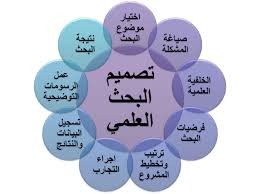 اختيار
موضوع
البحث
صياغة
المشكلة
الخلفية
العلمية
فرضيات
البحث
ترتيب
وتخطيط
المشروع
اجراء
التجارب
تسجيل
البيانات
والنتائج
عمل
الرسومات
التوضيحية
نتيجة
البحث
تصميم
البحث
العلمي